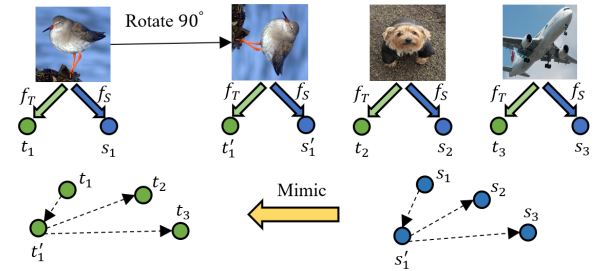 Rotate 90°
f_T f_S f_T f_S f_T f_S f_T f_S
t_1 s_1 t'_1 s'_1 t_2 s_2 t_3 s_3
t_1 t_2 Mimic s_1 s_2
t_3 s_3
t'_1 s'_1